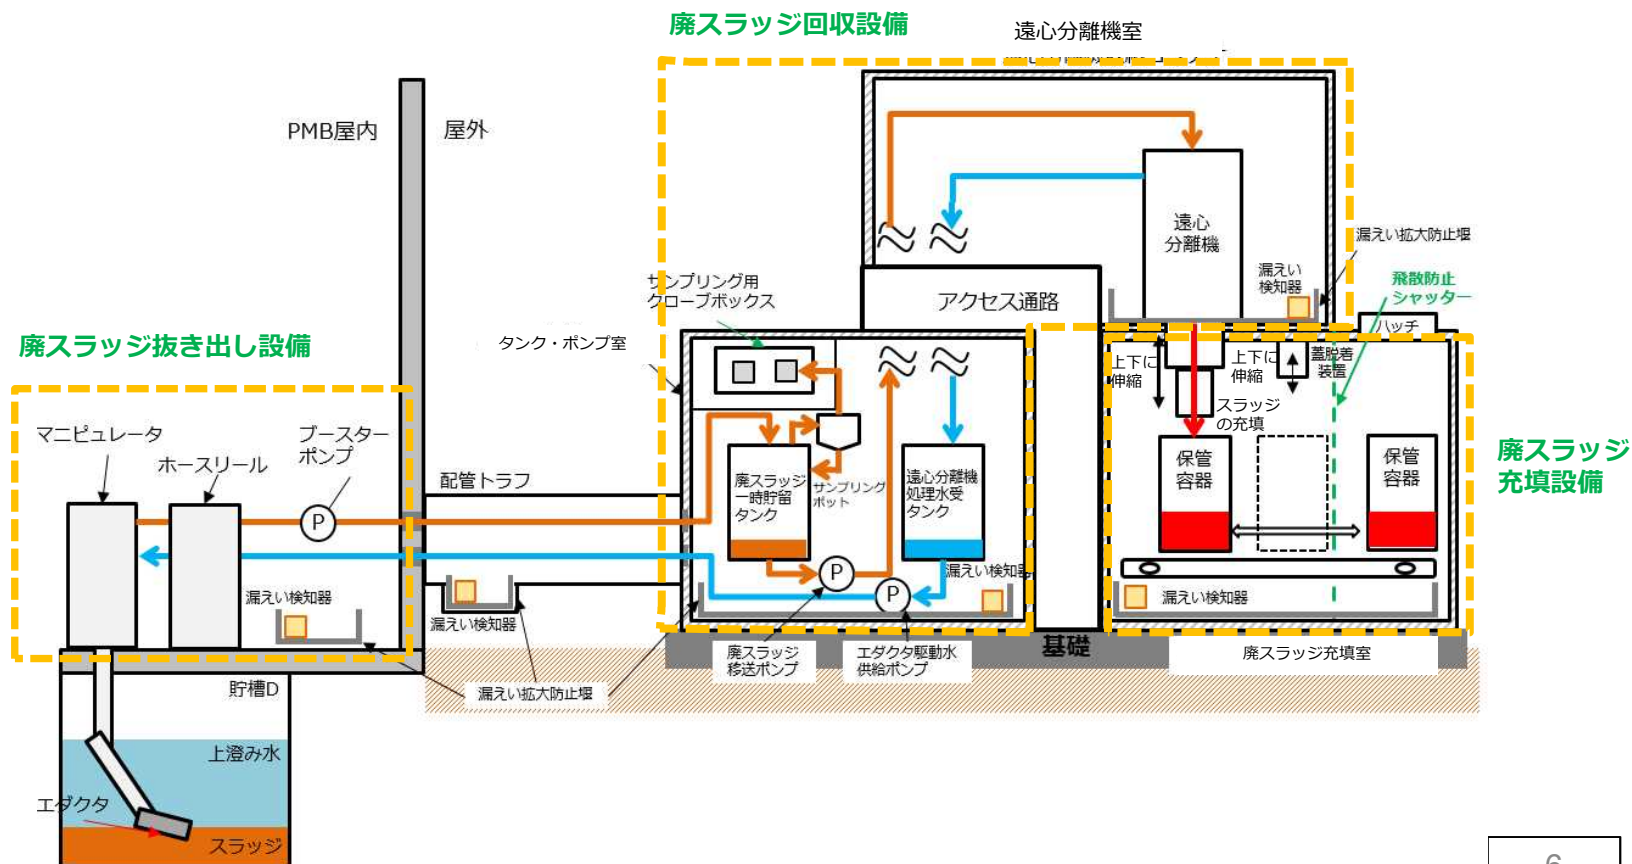 廃スラッジ回収設備
遠心分離機室
PMB屋内
屋外
遠心
分離機
漏えい拡大防止堰
漏えい
検知器
飛散防止
シャッター
サンプリング用
グローブボックス
アクセス通路
ハッチ
廃スラッジ抜き出し設備
タンク・ポンプ室
上下に
伸縮
上下に
伸縮
蓋脱着
装置
スラッジ
の充填
マニピュレータ
ホースリール
ブースター
ポンプ
P
配管トラフ
廃スラッジ
一時貯留
タンク
サンプリング
ポット
遠心分離機
処理水受
タンク
保管
容器
保管
容器
廃スラッジ
充填設備
P
P
漏えい検知器
漏えい検知器
漏えい検知器
漏えい検知器
廃スラッジ
移送ポンプ
エダクタ駆動水
供給ポンプ
基礎
廃スラッジ充填室
貯槽D
漏えい拡大防止堰
上澄み水
エダクタ
スラッジ
6